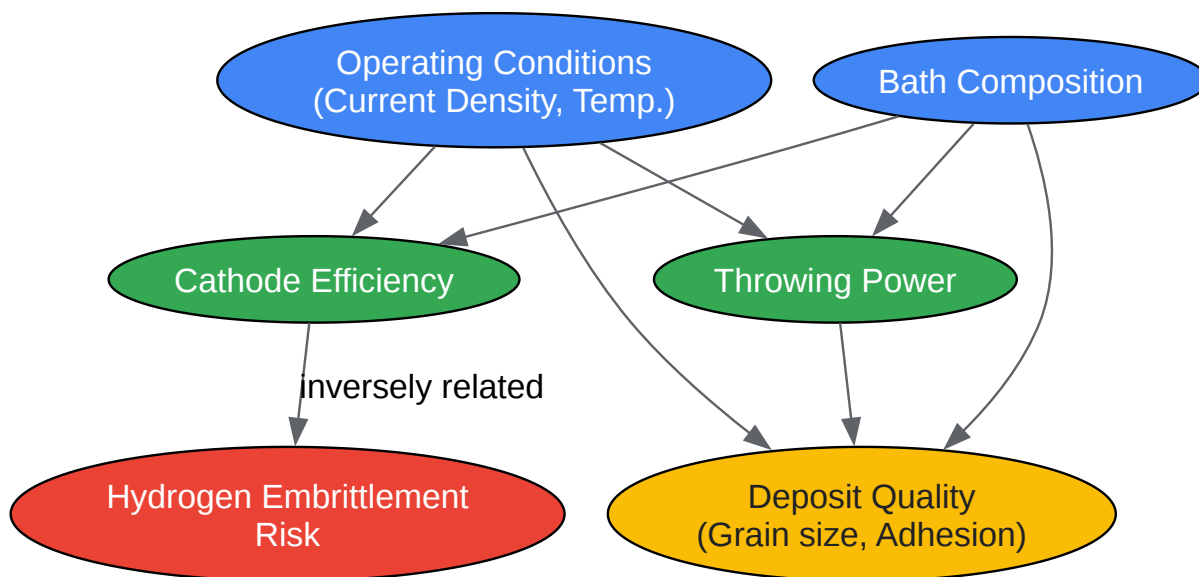 Operating Conditions
(Current Density, Temp.)
Bath Composition
Cathode Efficiency
Throwing Power
inversely related
Hydrogen Embrittlement
Risk
Deposit Quality
(Grain size, Adhesion)